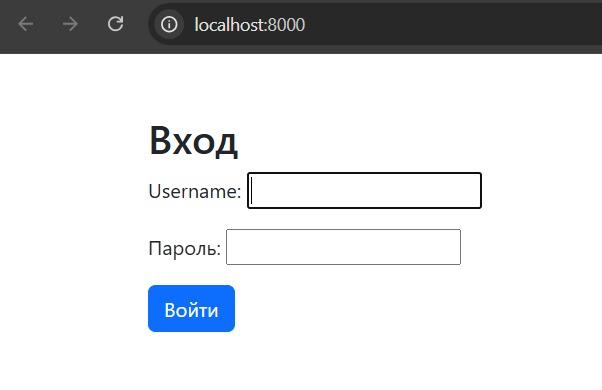 localhost:8000
Вход
Username:
Пароль:
Войти